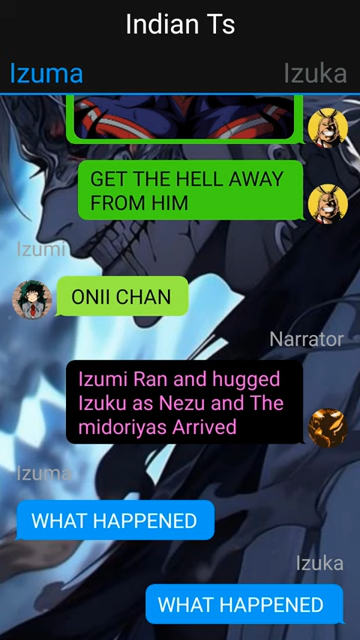 Indian Ts
Izuma
Izuka
GET THE HELL AWAY
FROM HIM
Izumi
ONII CHAN
Narrator
Izumi Ran and hugged
Izuku as Nezu and The
midoriyas Arrived
Izuma
WHAT HAPPENED
Izuka
WHAT HAPPENED